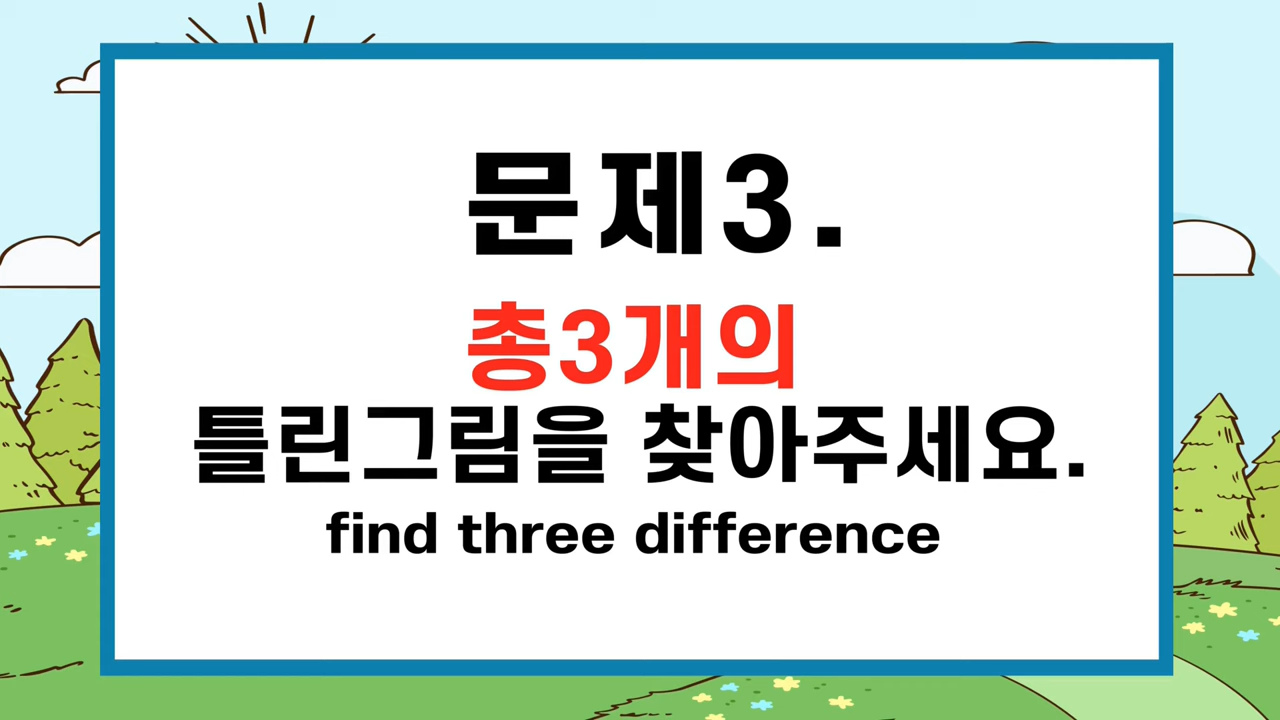 문제3.
총3개의
틀린그림을 찾아주세요.
find three difference